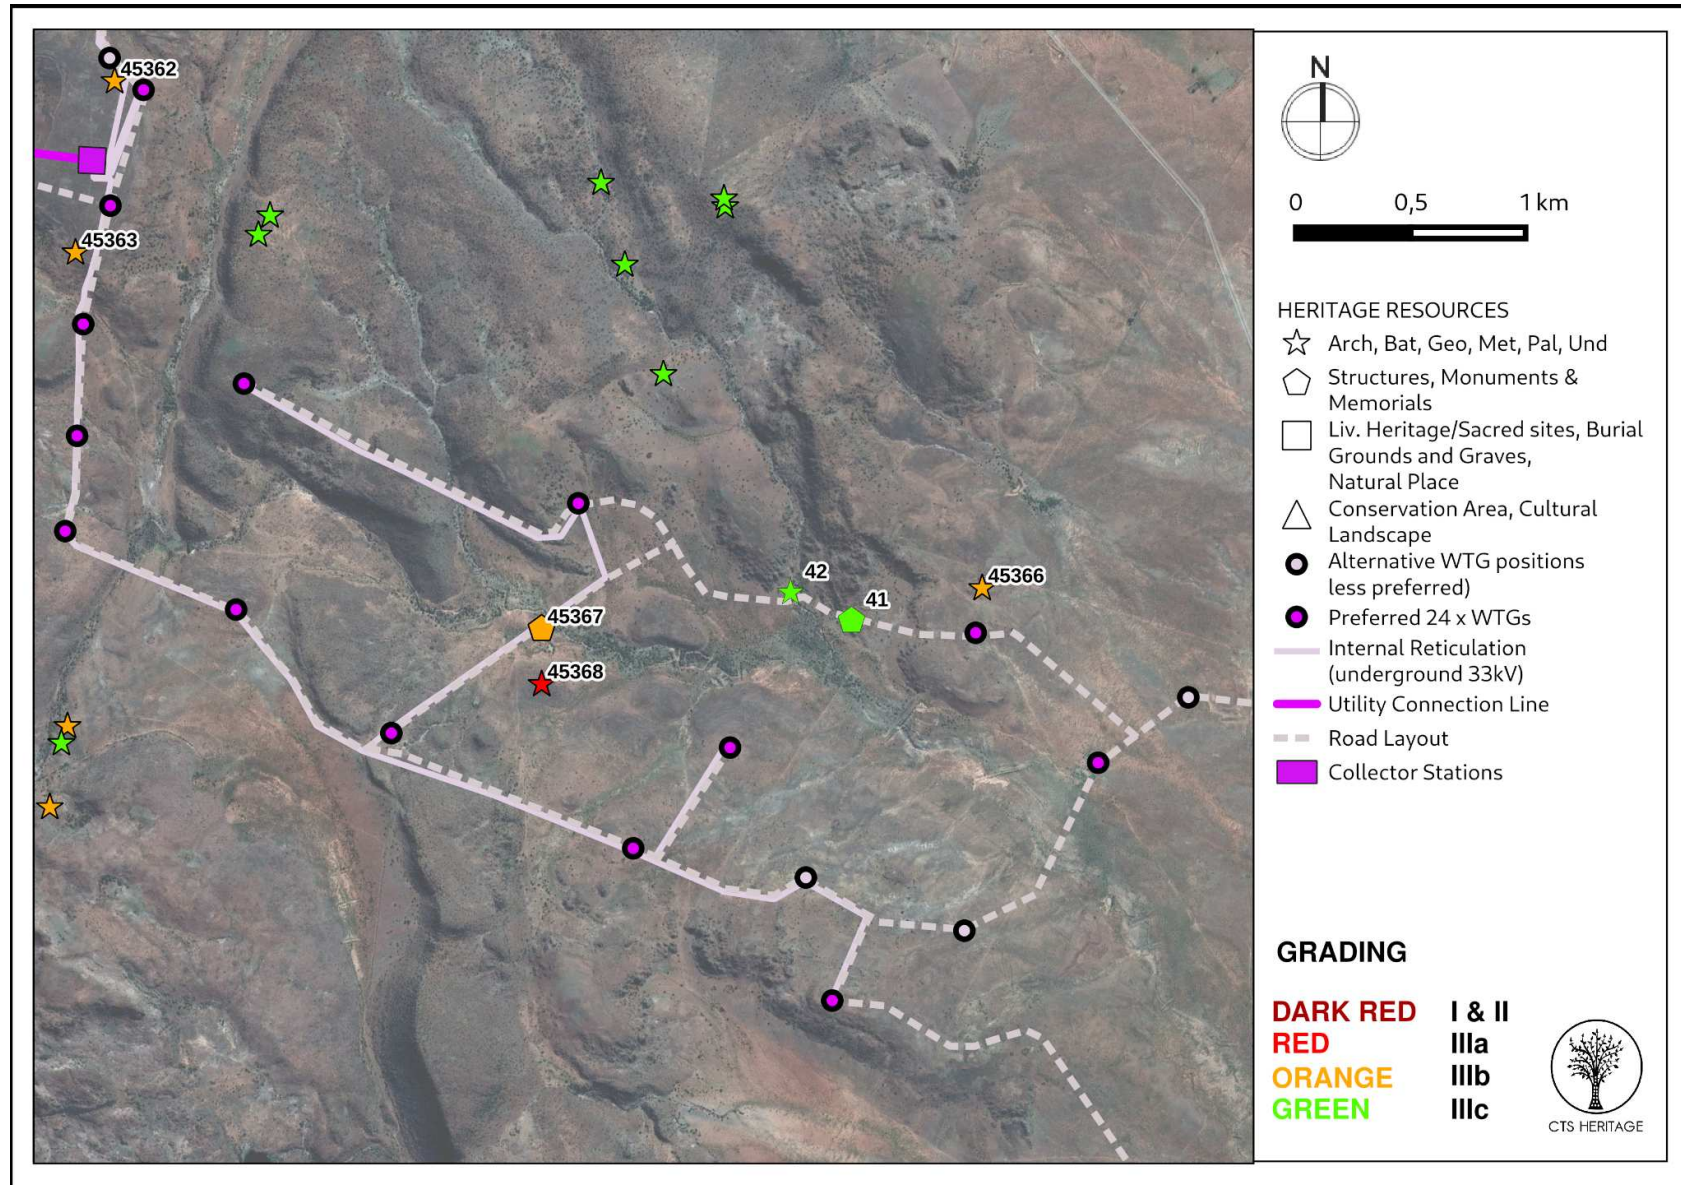 45362
45363
42
45366
41
45367
45368
N
0 0,5 1 km
HERITAGE RESOURCES
Arch, Bat, Geo, Met, Pal, Und
Structures, Monuments &
Memorials
Liv. Heritage/Sacred sites, Burial
Grounds and Graves,
Natural Place
Conservation Area, Cultural
Landscape
Alternative WTG positions
less preferred)
Preferred 24 x WTGs
Internal Reticulation
(underground 33kV)
Utility Connection Line
Road Layout
Collector Stations
GRADING
DARK RED I & II
RED IIIa
ORANGE IIIb
GREEN IIIc
CTS HERITAGE